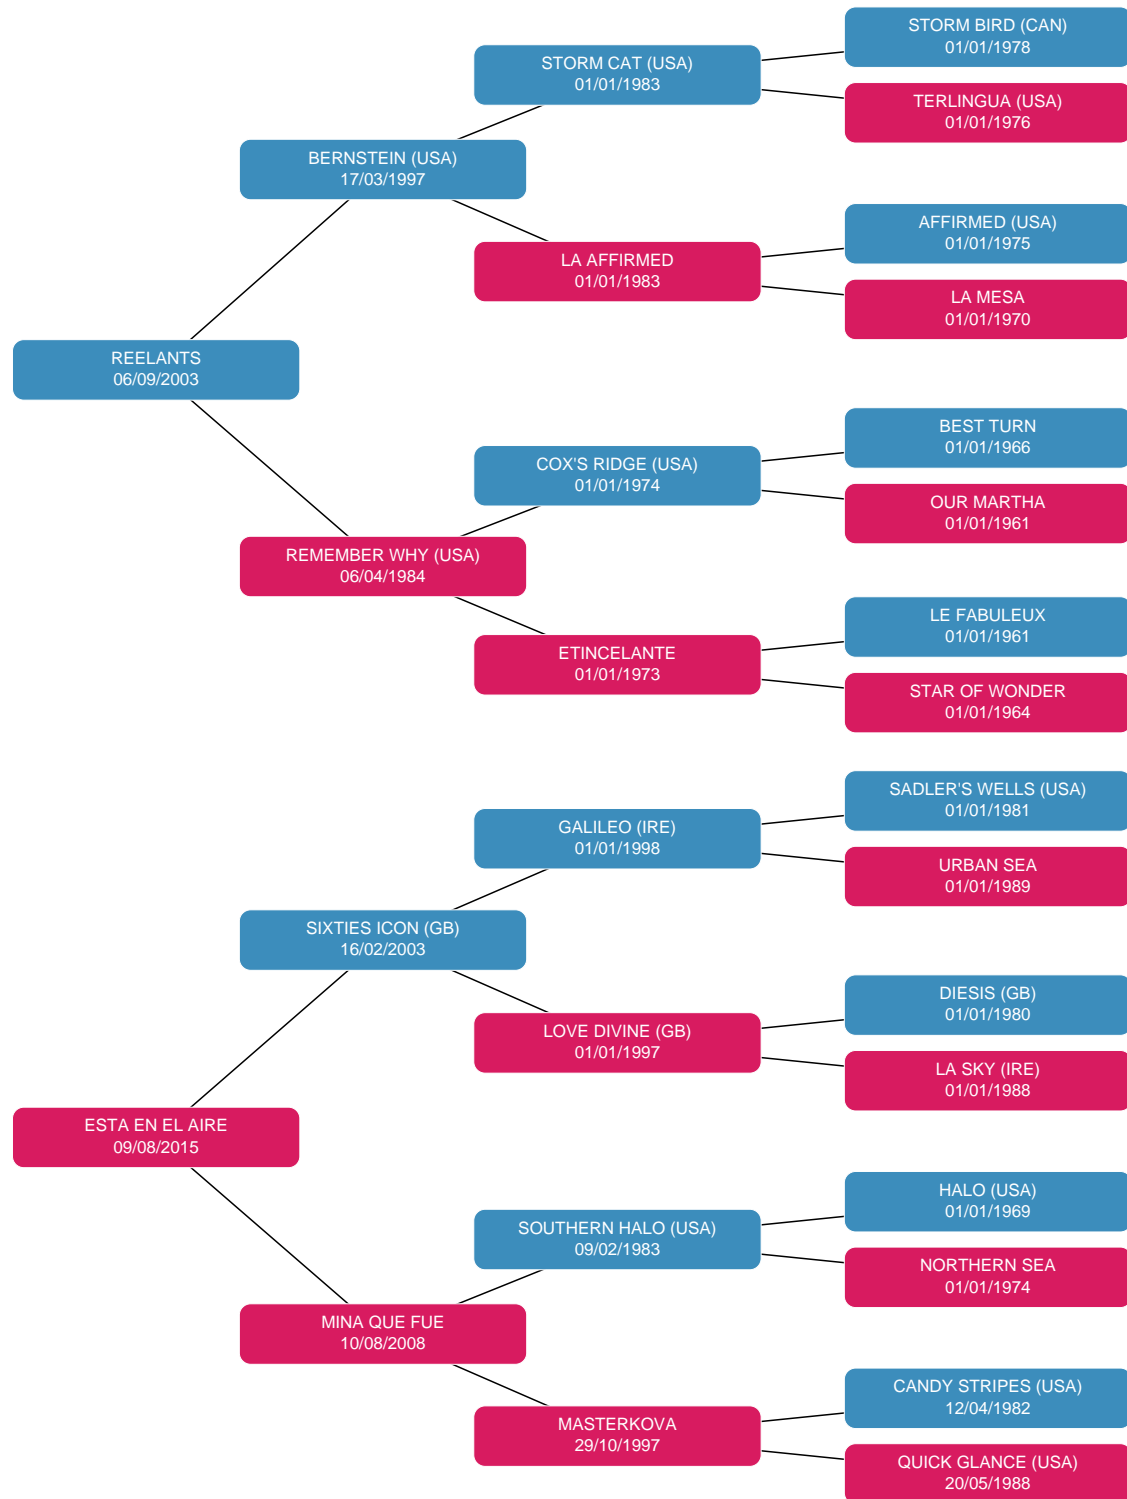 STORM BIRD (CAN)
01/01/1978
STORM CAT (USA)
01/01/1983
TERLINGUA (USA)
01/01/1976
BERNSTEIN (USA)
17/03/1997
AFFIRMED (USA)
01/01/1975
LA AFFIRMED
01/01/1983
LA MESA
01/01/1970
REELANTS
06/09/2003
BEST TURN
01/01/1966
COX'S RIDGE (USA)
01/01/1974
OUR MARTHA
01/01/1961
REMEMBER WHY (USA)
06/04/1984
LE FABULEUX
01/01/1961
ETINCELANTE
01/01/1973
STAR OF WONDER
01/01/1964
SADLER'S WELLS (USA)
01/01/1981
GALILEO (IRE)
01/01/1998
URBAN SEA
01/01/1989
SIXTIES ICON (GB)
16/02/2003
DIESIS (GB)
01/01/1980
LOVE DIVINE (GB)
01/01/1997
LA SKY (IRE)
01/01/1988
ESTA EN EL AIRE
09/08/2015
HALO (USA)
01/01/1969
SOUTHERN HALO (USA)
09/02/1983
NORTHERN SEA
01/01/1974
MINA QUE FUE
10/08/2008
CANDY STRIPES (USA)
12/04/1982
MASTERKOVA
29/10/1997
QUICK GLANCE (USA)
20/05/1988